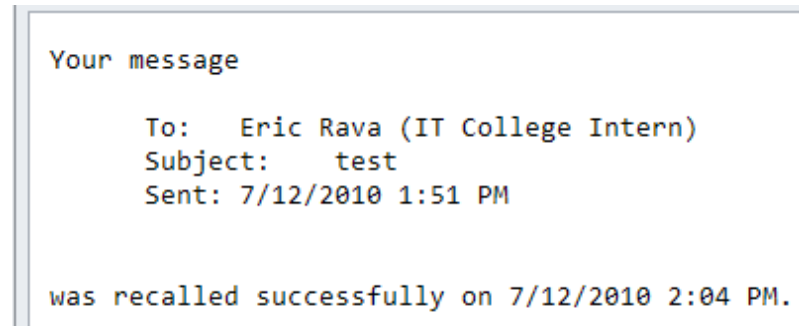 Your message
To: Eric Rava (IT College Intern)
Subject: test
Sent: 7/12/2010 1:51 PM
was recalled successfully on 7/12/2010 2:04 PM.